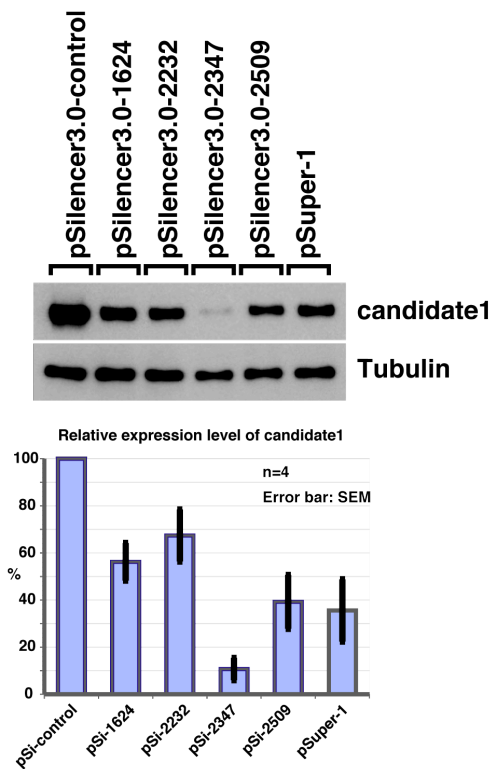 pSilencer3.0-control
pSilencer3.0-1624
pSilencer3.0-2232
pSilencer3.0-2347
pSilencer3.0-2509
pSuper-1
candidate1
Tubulin
Relative expression level of candidate1
n=4
Error bar: SEM
100
80
60
%
40
20
0
pSi-control
pSi-1624
pSi-2232
pSi-2347
pSi-2509
pSuper-1